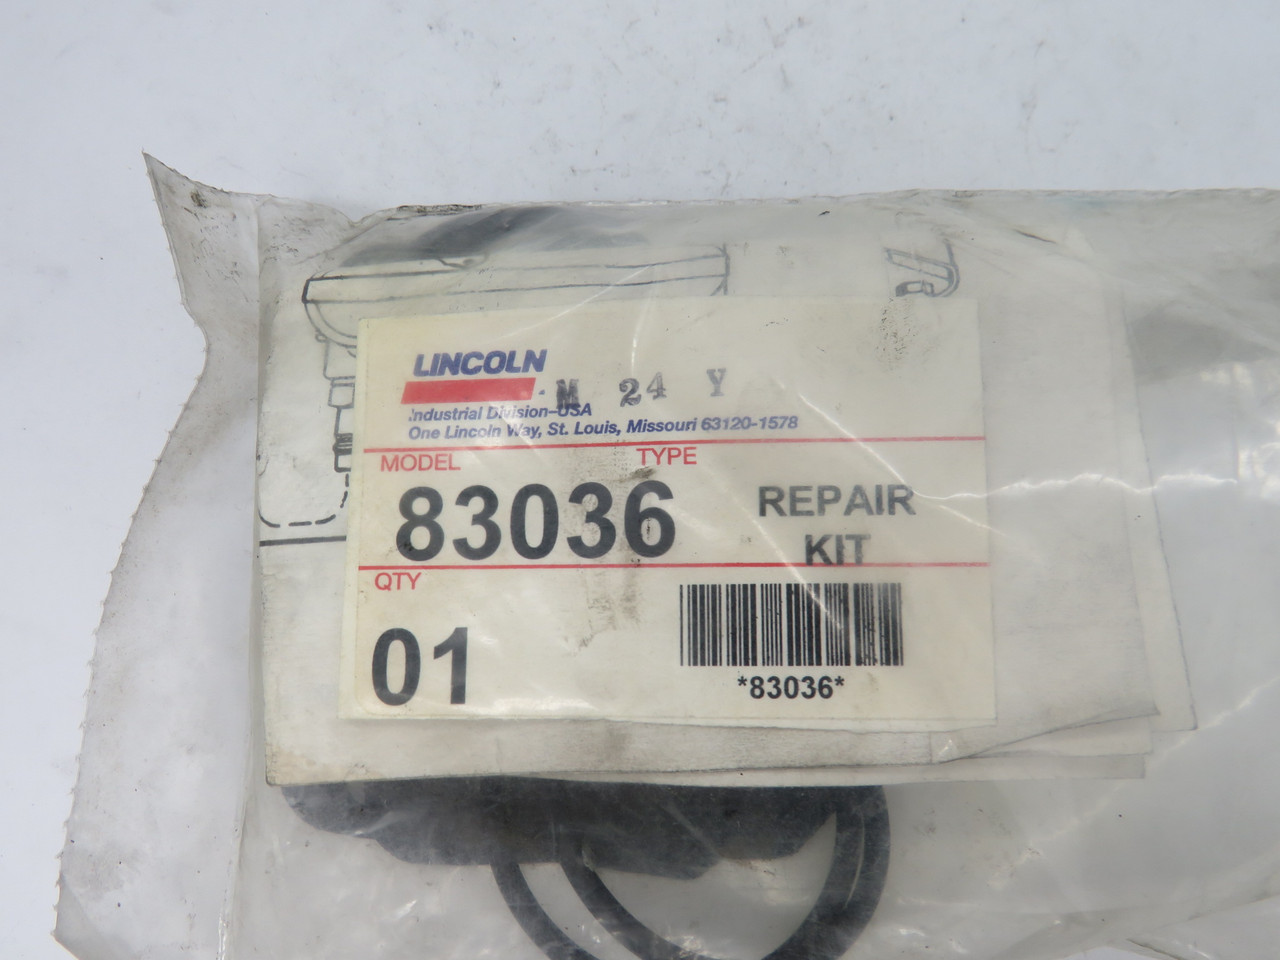 LINCOLN
M 24 Y
Industrial Division-USA
One Lincoln Way, St. Louis, Missouri 63120-1578
MODEL TYPE
83036 REPAIR
KIT
QTY
01
*83036*